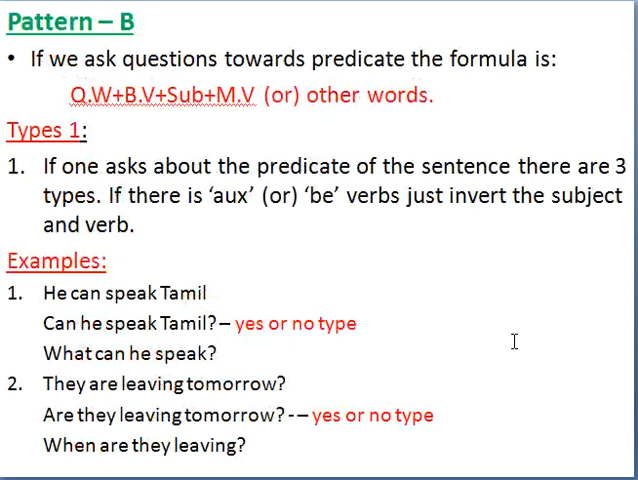 Pattern – B
• If we ask questions towards predicate the formula is:
Q.W+B.V+Sub+M.V (or) other words.
Types 1:
1. If one asks about the predicate of the sentence there are 3
types. If there is ‘aux’ (or) ‘be’ verbs just invert the subject
and verb.
Examples:
1. He can speak Tamil
Can he speak Tamil? – yes or no type
What can he speak?
2. They are leaving tomorrow?
Are they leaving tomorrow? - – yes or no type
When are they leaving?